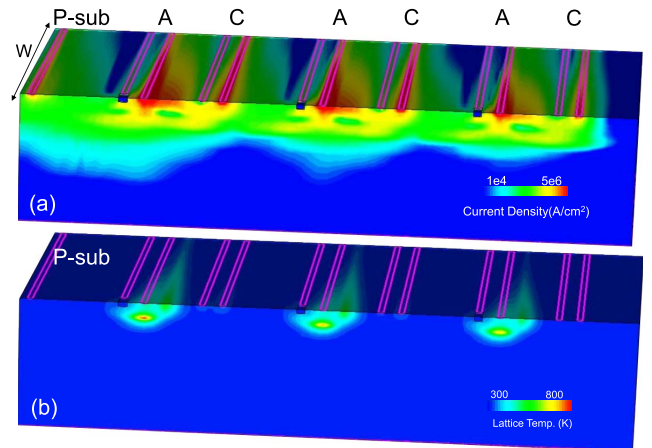 P-sub A C A C A C
W
1e4 5e6
(a) Current Density(A/cm²)
P-sub
300 800
(b) Lattice Temp. (K)